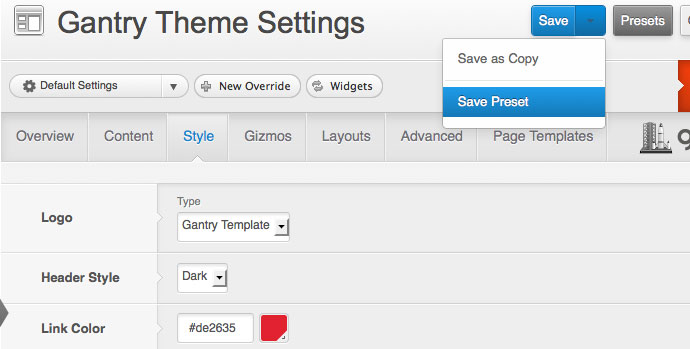 Gantry Theme Settings
Save
Presets
Save as Copy
Save Preset
Default Settings
New Override
Widgets
Overview
Content
Style
Gizmos
Layouts
Advanced
Page Templates
Logo
Type
Gantry Template
Header Style
Dark
Link Color
#de2635